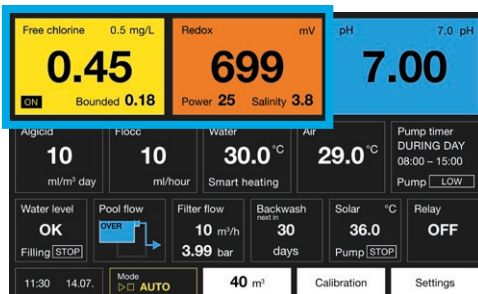 Free chlorine 0.5 mg/L
0.45
ON Bounded 0.18
Redox mV
699
Power 25 Salinity 3.8
pH 7.0 pH
7.00
Algicid
10
ml/m³ day
Flocc
10
ml/hour
Water
30.0 °C
Smart heating
Air
29.0 °C
Pump timer
DURING DAY
08:00 – 15:00
Pump LOW
Water level
OK
Filling STOP
Pool flow
OVER
Filter flow
10 m³/h
3.99 bar
Backwash
next in
30
days
Solar °C
36.0
Pump STOP
Relay
OFF
11:30 14.07.
Mode
AUTO
40 m³
Calibration
Settings